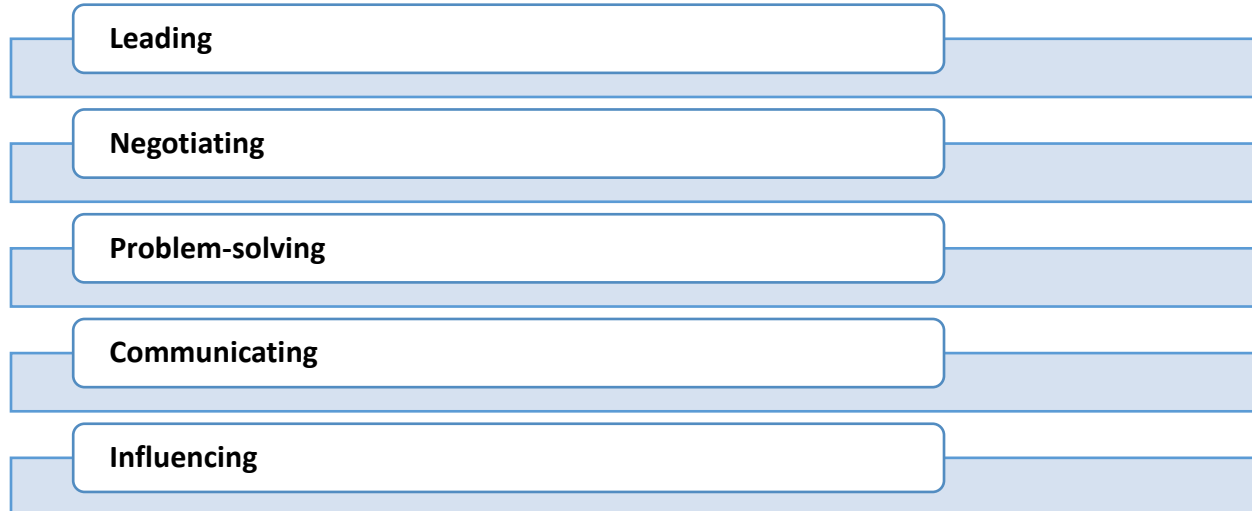 Leading
Negotiating
Problem-solving
Communicating
Influencing